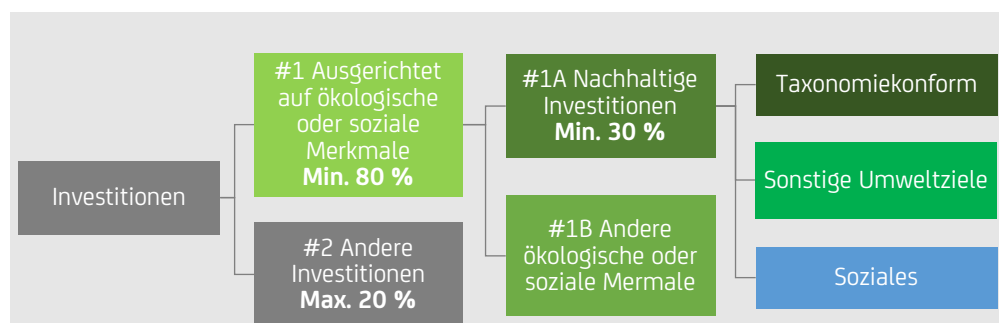 Investitionen
#1 Ausgerichtet
auf ökologische
oder soziale
Merkmale
Min. 80 %
#2 Andere
Investitionen
Max. 20 %
#1A Nachhaltige
Investitionen
Min. 30 %
#1B Andere
ökologische oder
soziale Mermale
Taxonomiekonform
Sonstige Umweltziele
Soziales